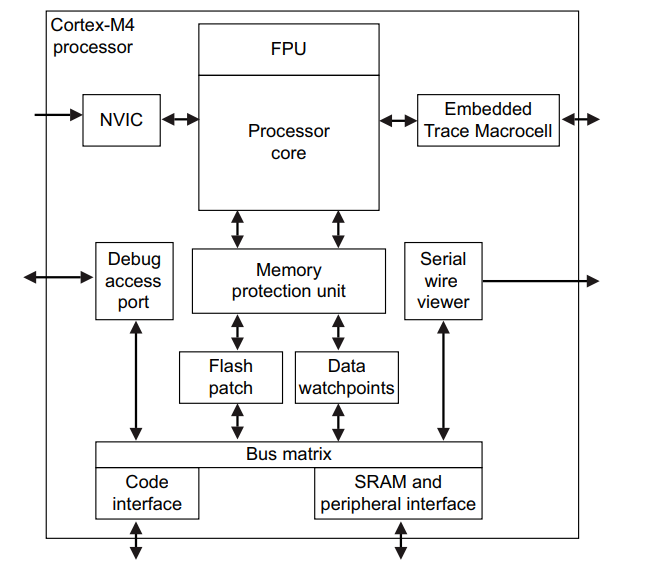 Cortex-M4
processor
FPU
NVIC
Processor
core
Embedded
Trace Macrocell
Debug
access
port
Memory
protection unit
Serial
wire
viewer
Flash
patch
Data
watchpoints
Bus matrix
Code
interface
SRAM and
peripheral interface